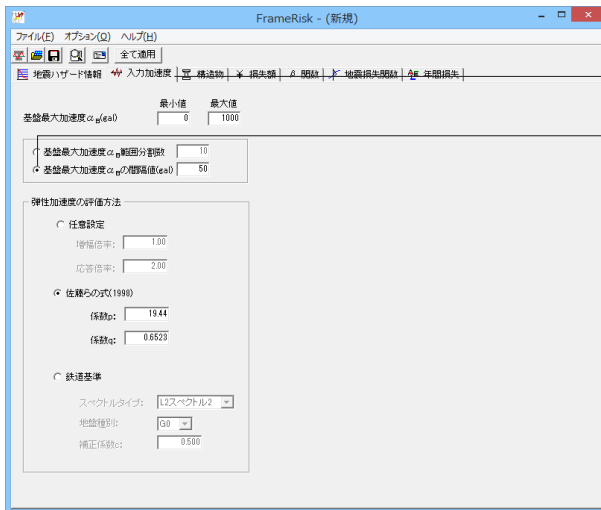 FrameRisk - (新規)
ファイル(F) オプション(O) ヘルプ(H)
全て適用
地震ハザード情報 入力加速度 構造物 ¥ 損失額 β 関数 地震損失関数 年間損失
最小値 最大値
基盤最大加速度αB(gal) 0 1000
基盤最大加速度αB範囲分割数 10
基盤最大加速度αBの間隔値(gal) 50
弾性加速度の評価方法
任意設定
増幅倍率: 1.00
応答倍率: 2.00
佐藤らの式(1998)
係数p: 19.44
係数q: 0.6523
鉄道基準
スペクトルタイプ: L2スペクトル2
地盤種別: G0
補正係数c: 0.500